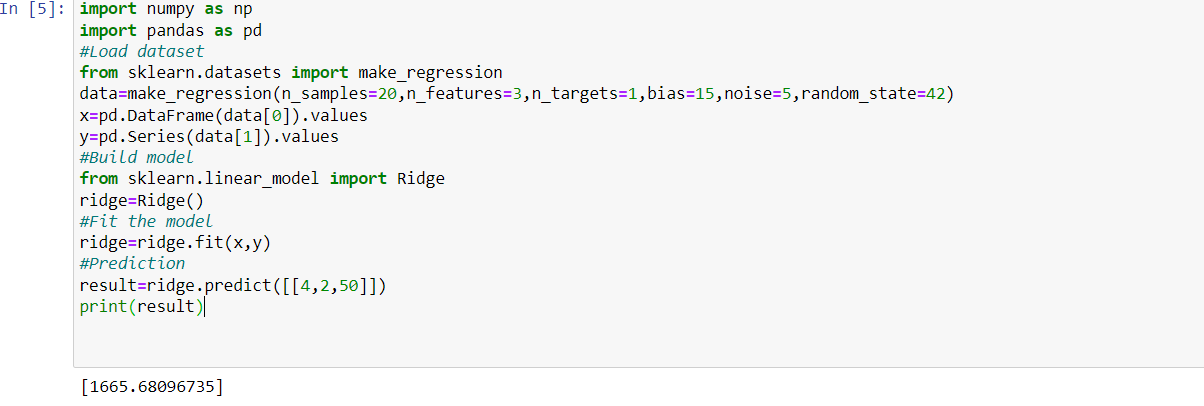 In [5]: import numpy as np
import pandas as pd
#Load dataset
from sklearn.datasets import make_regression
data=make_regression(n_samples=20,n_features=3,n_targets=1,bias=15,noise=5,random_state=42)
x=pd.DataFrame(data[0]).values
y=pd.Series(data[1]).values
#Build model
from sklearn.linear_model import Ridge
ridge=Ridge()
#Fit the model
ridge=ridge.fit(x,y)
#Prediction
result=ridge.predict([[4,2,50]])
print(result)
[1665.68096735]